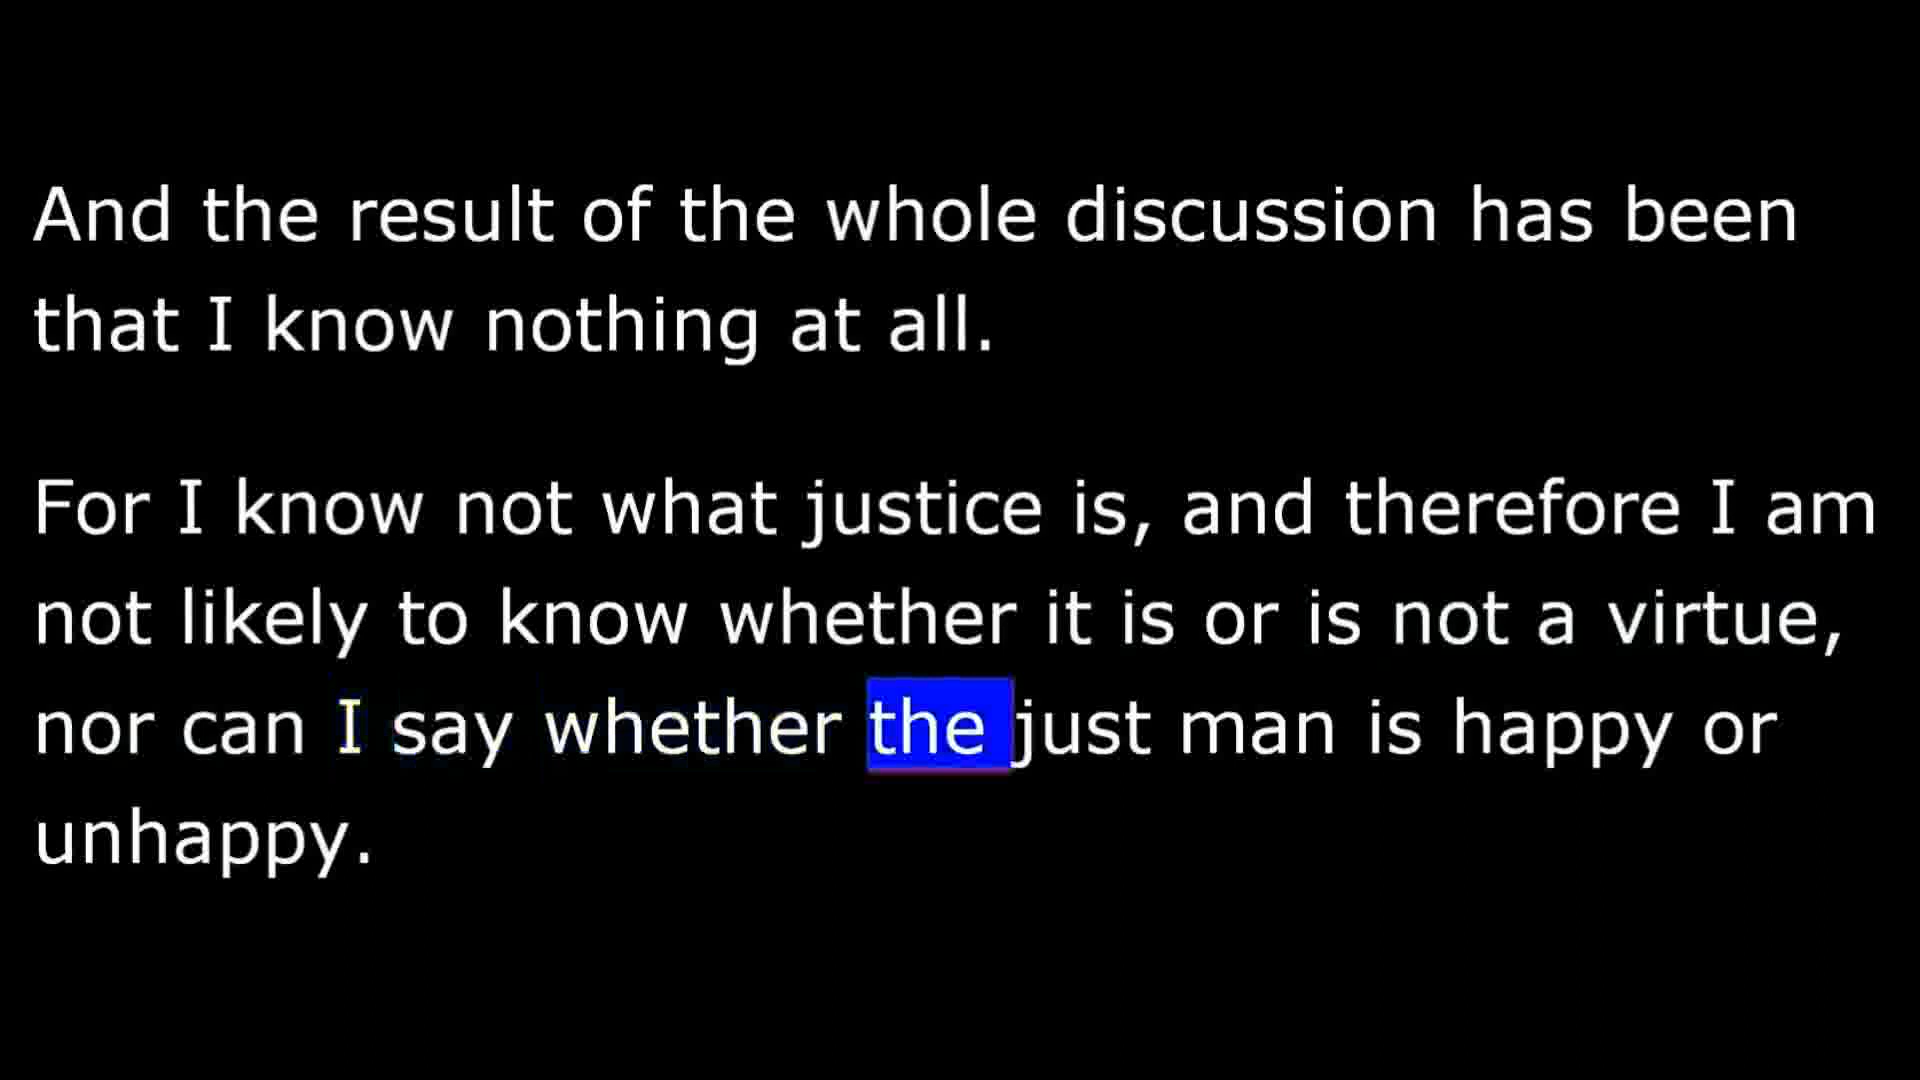 And the result of the whole discussion has been
that I know nothing at all.
For I know not what justice is, and therefore I am
not likely to know whether it is or is not a virtue,
nor can I say whether the just man is happy or
unhappy.